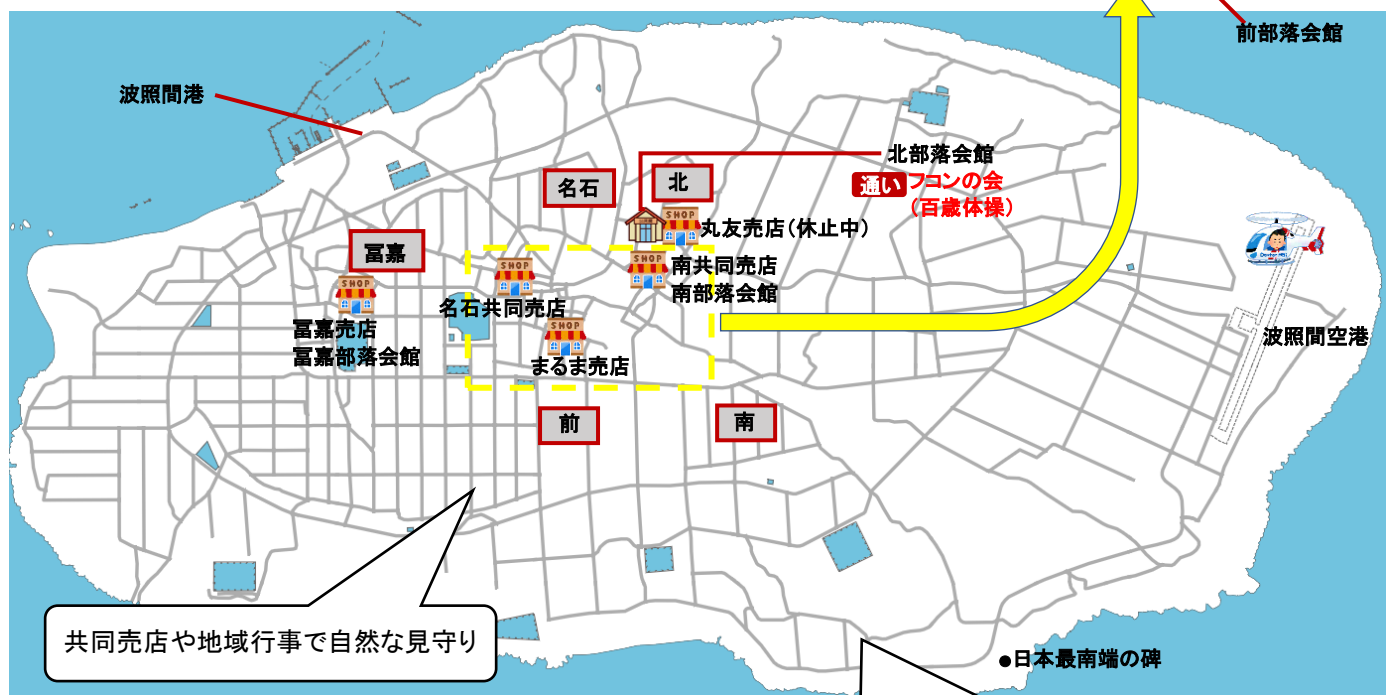 前部落会館
波照間港
北部落会館
通い フコンの会
(百歳体操)
名石
北
SHOP
丸友売店(休止中)
冨嘉
SHOP
名石共同売店
SHOP
南共同売店
南部落会館
SHOP
冨嘉売店
冨嘉部落会館
SHOP
まるま売店
波照間空港
前
南
共同売店や地域行事で自然な見守り
●日本最南端の碑